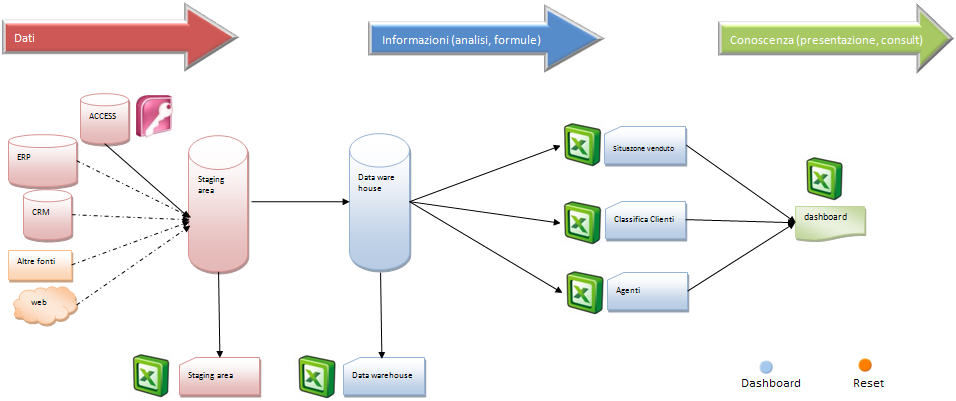 Dati
Informazioni (analisi, formule)
Conoscenza (presentazione, consult)
ACCESS
ERP
CRM
Altre fonti
web
Staging
area
Data ware
house
Situazone venduto
Classifica Clienti
Agenti
dashboard
Staging area
Data warehouse
Dashboard
Reset